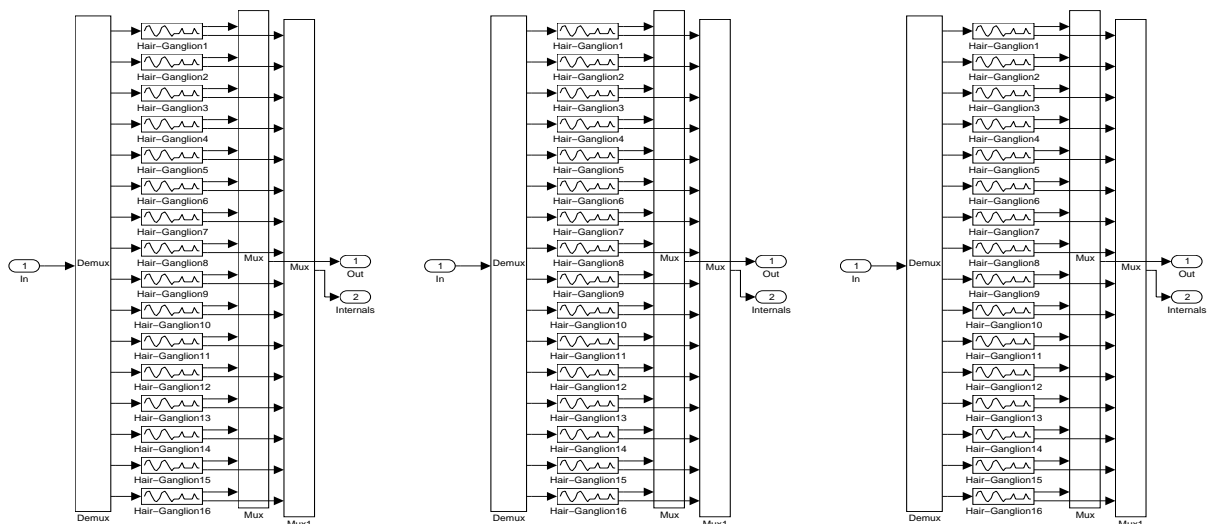 Hair−Ganglion1
Hair−Ganglion2
Hair−Ganglion3
Hair−Ganglion4
Hair−Ganglion5
Hair−Ganglion6
Hair−Ganglion7
1
In
Demux
Hair−Ganglion8
Mux
Mux
1
Out
Hair−Ganglion9
2
Internals
Hair−Ganglion10
Hair−Ganglion11
Hair−Ganglion12
Hair−Ganglion13
Hair−Ganglion14
Hair−Ganglion15
Demux
Hair−Ganglion16
Mux
Mux1
Hair−Ganglion1
Hair−Ganglion2
Hair−Ganglion3
Hair−Ganglion4
Hair−Ganglion5
Hair−Ganglion6
Hair−Ganglion7
1
In
Demux
Hair−Ganglion8
Mux
Mux
1
Out
Hair−Ganglion9
2
Internals
Hair−Ganglion10
Hair−Ganglion11
Hair−Ganglion12
Hair−Ganglion13
Hair−Ganglion14
Hair−Ganglion15
Demux
Hair−Ganglion16
Mux
Mux1
Hair−Ganglion1
Hair−Ganglion2
Hair−Ganglion3
Hair−Ganglion4
Hair−Ganglion5
Hair−Ganglion6
Hair−Ganglion7
1
In
Demux
Hair−Ganglion8
Mux
Mux
1
Out
Hair−Ganglion9
2
Internals
Hair−Ganglion10
Hair−Ganglion11
Hair−Ganglion12
Hair−Ganglion13
Hair−Ganglion14
Hair−Ganglion15
Demux
Hair−Ganglion16
Mux
Mux1